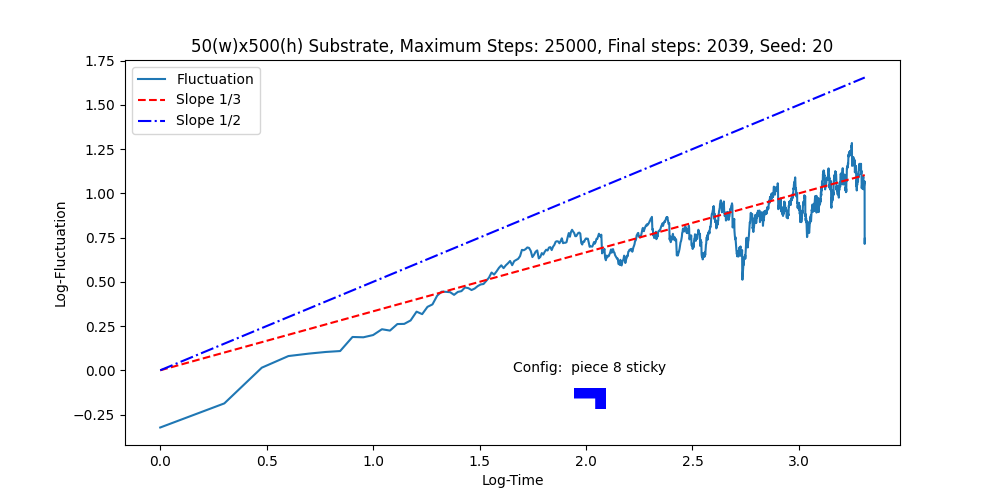 50(w)x500(h) Substrate, Maximum Steps: 25000, Final steps: 2039, Seed: 20
Fluctuation
Slope 1/3
Slope 1/2
1.75
1.50
1.25
1.00
0.75
0.50
0.25
0.00
−0.25
Log-Fluctuation
Config:  piece 8 sticky
0.0 0.5 1.0 1.5 2.0 2.5 3.0
Log-Time